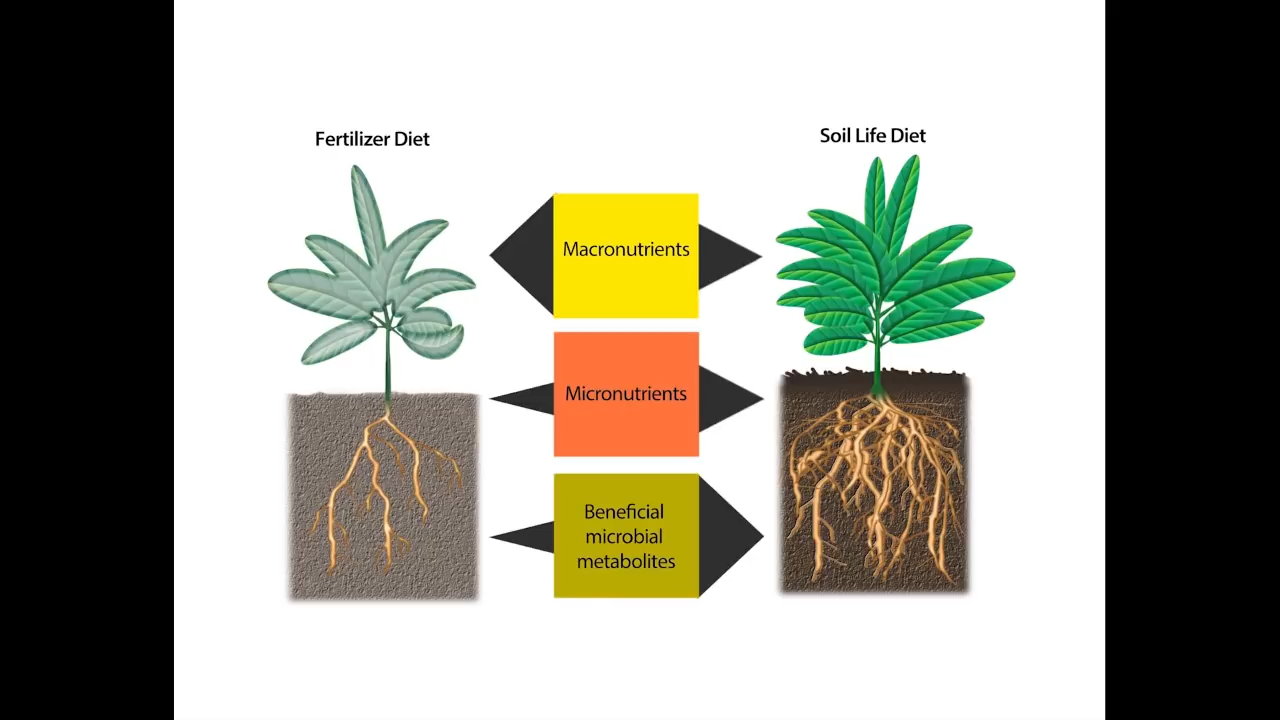 Fertilizer Diet
Soil Life Diet
Macronutrients
Micronutrients
Beneficial
microbial
metabolites